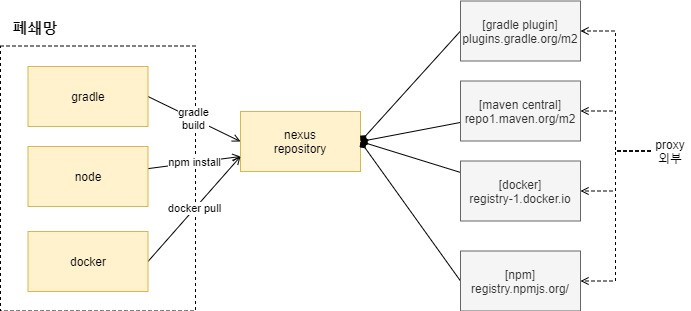 폐쇄망
gradle
node
docker
gradle
build
npm install
docker pull
nexus
repository
[gradle plugin]
plugins.gradle.org/m2
[maven central]
repo1.maven.org/m2
[docker]
registry-1.docker.io
[npm]
registry.npmjs.org/
proxy
외부